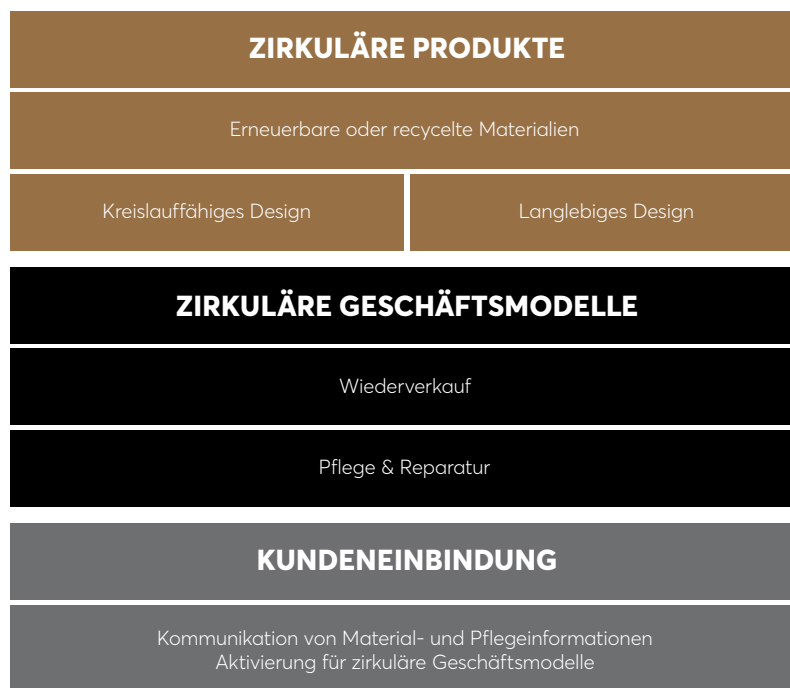 ZIRKULÄRE PRODUKTE
Erneuerbare oder recycelte Materialien
Kreislauffähiges Design
Langlebiges Design
ZIRKULÄRE GESCHÄFTSMODELLE
Wiederverkauf
Pflege & Reparatur
KUNDENEINBINDUNG
Kommunikation von Material- und Pflegeinformationen
Aktivierung für zirkuläre Geschäftsmodelle